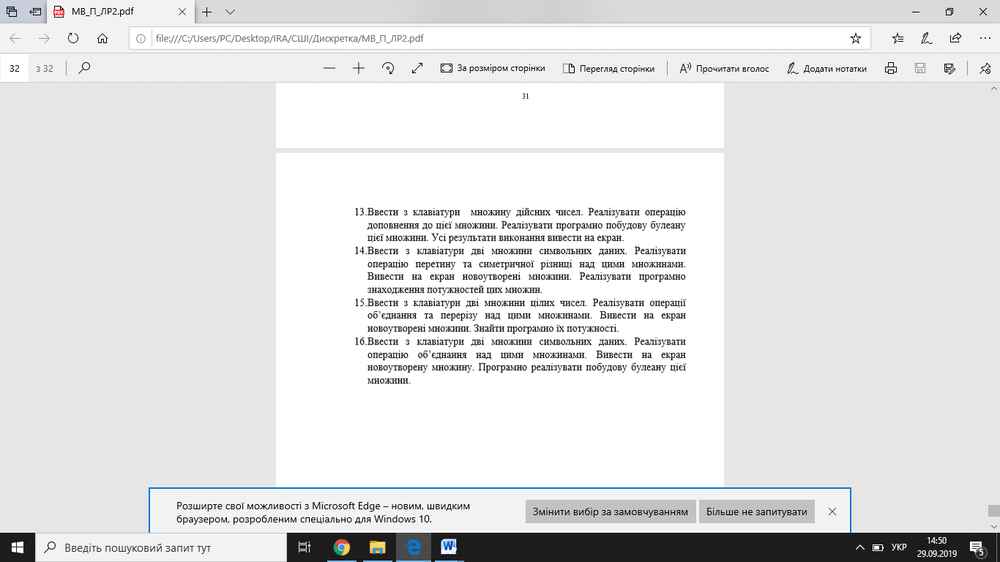 МВ_П_ЛР2.pdf
file:///C:/Users/PC/Desktop/IRA/СШІ/Дискретка/МВ_П_ЛР2.pdf
32 з 32 За розміром сторінки Перегляд сторінки Прочитати вголос Додати нотатки
31
13.Ввести з клавіатури множину дійсних чисел. Реалізувати операцію
доповнення до цієї множини. Реалізувати програмно побудову булеану
цієї множини. Усі результати виконання вивести на екран.
14.Ввести з клавіатури дві множини символьних даних. Реалізувати
операцію перетину та симетричної різниці над цими множинами.
Вивести на екран новоутворені множини. Реалізувати програмно
знаходження потужностей цих множин.
15.Ввести з клавіатури дві множини цілих чисел. Реалізувати операції
об’єднання та перерізу над цими множинами. Вивести на екран
новоутворені множини. Знайти програмно їх потужності.
16.Ввести з клавіатури дві множини символьних даних. Реалізувати
операцію об’єднання над цими множинами. Вивести на екран
новоутворену множину. Програмно реалізувати побудову булеану цієї
множини.
Розширте свої можливості з Microsoft Edge – новим, швидким
браузером, розробленим спеціально для Windows 10.
Змінити вибір за замовчуванням Більше не запитувати
Введіть пошуковий запит тут
УКР
14:50
29.09.2019
5